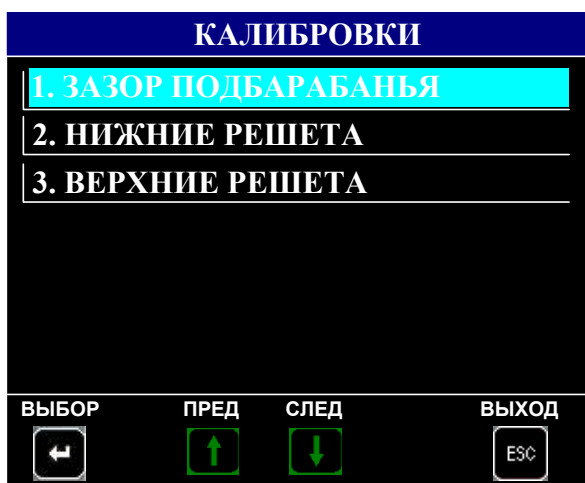 КАЛИБРОВКИ
1. ЗАЗОР ПОДБАРАБАНЬЯ
2. НИЖНИЕ РЕШЕТА
3. ВЕРХНИЕ РЕШЕТА
ВЫБОР ПРЕД СЛЕД ВЫХОД
ESC